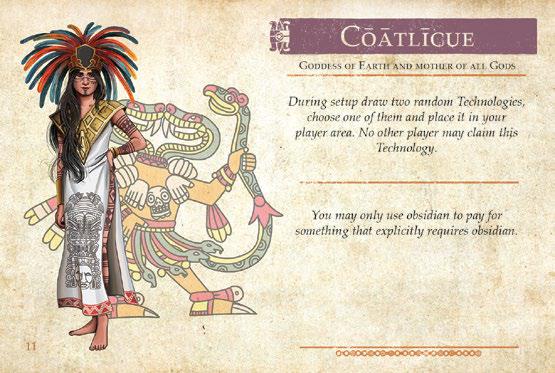 CŌĀTLĪCUE
GODDESS OF EARTH AND MOTHER OF ALL GODS
During setup draw two random Technologies,
choose one of them and place it in your
player area. No other player may claim this
Technology.
You may only use obsidian to pay for
something that explicitly requires obsidian.
11